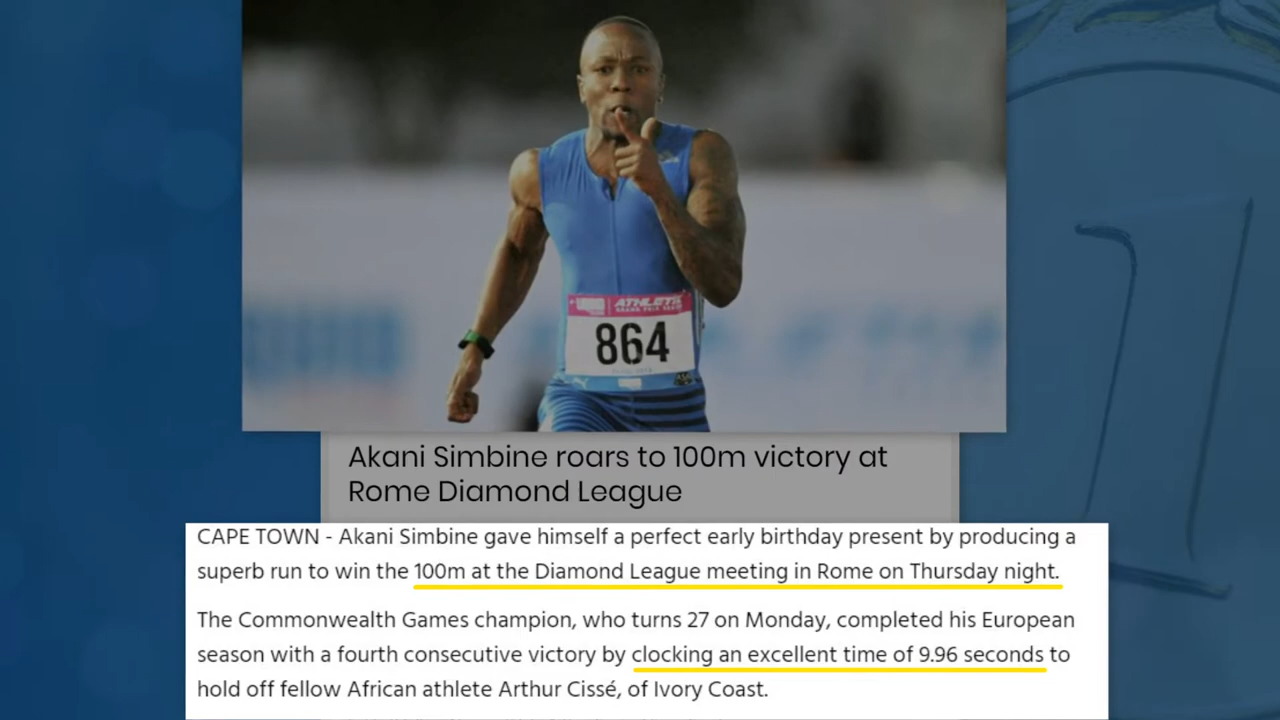 ATHLETIX
GRAND PRIX SERIES
864
Akani Simbine roars to 100m victory at
Rome Diamond League
CAPE TOWN - Akani Simbine gave himself a perfect early birthday present by producing a
superb run to win the 100m at the Diamond League meeting in Rome on Thursday night.
The Commonwealth Games champion, who turns 27 on Monday, completed his European
season with a fourth consecutive victory by clocking an excellent time of 9.96 seconds to
hold off fellow African athlete Arthur Cissé, of Ivory Coast.